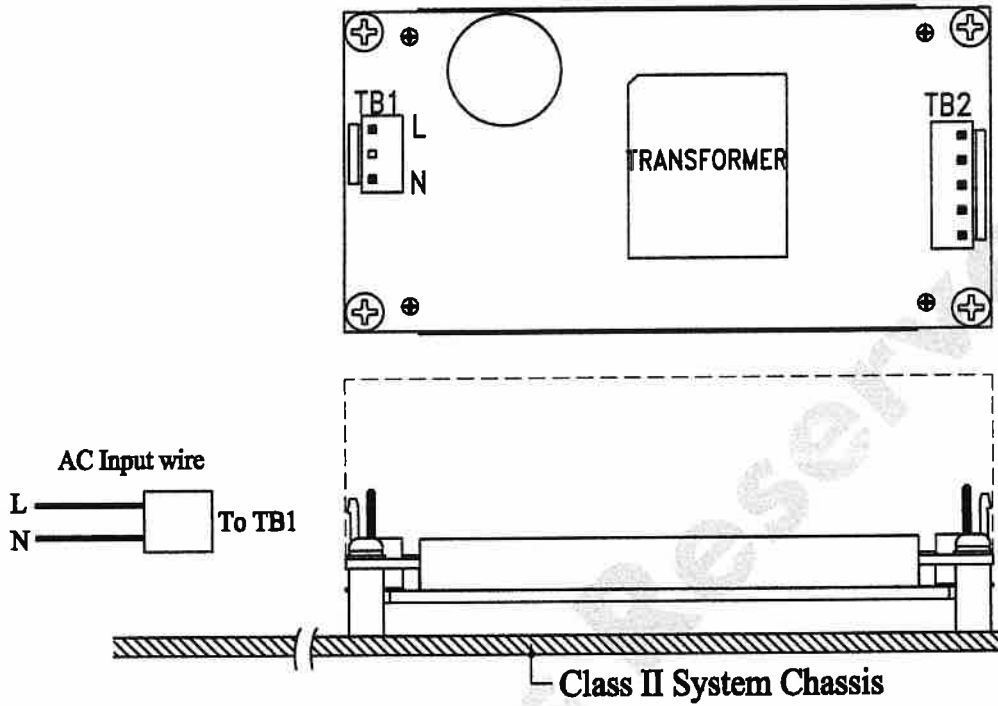 TB1
L
N
TRANSFORMER
TB2
AC Input wire
L
N
To TB1
Class II System Chassis